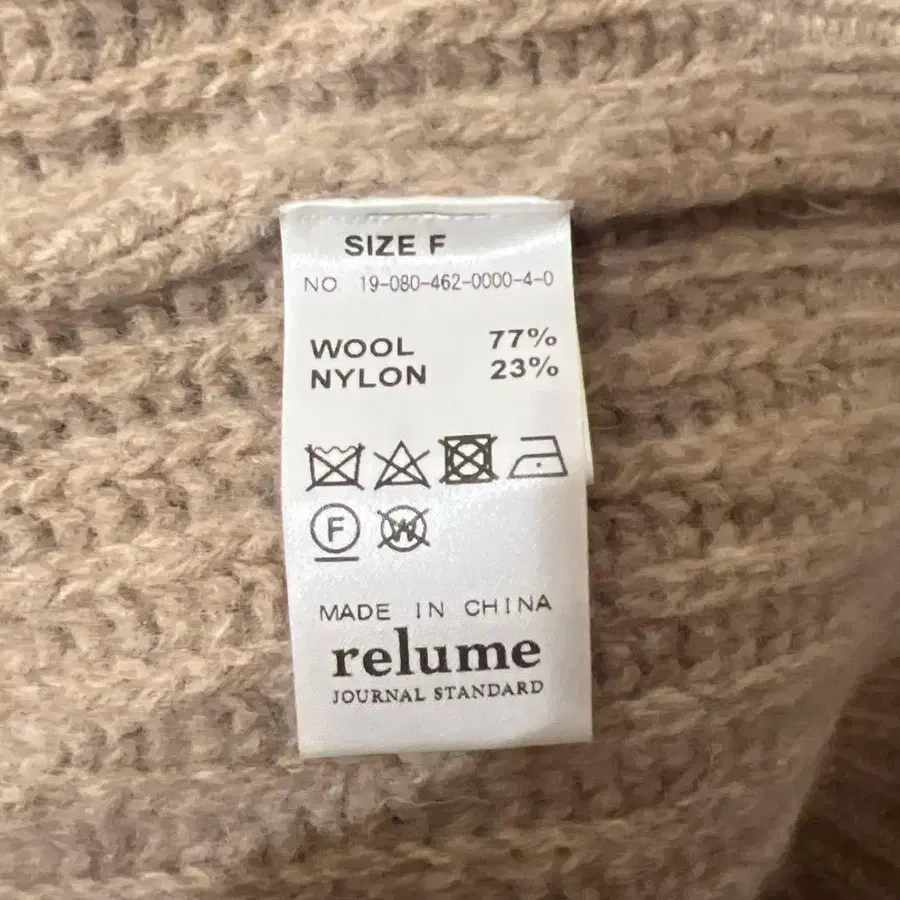 SIZE F
NO. 19-080-462-0000-4-0
WOOL 77%
NYLON 23%
F W
MADE IN CHINA
relume
JOURNAL STANDARD